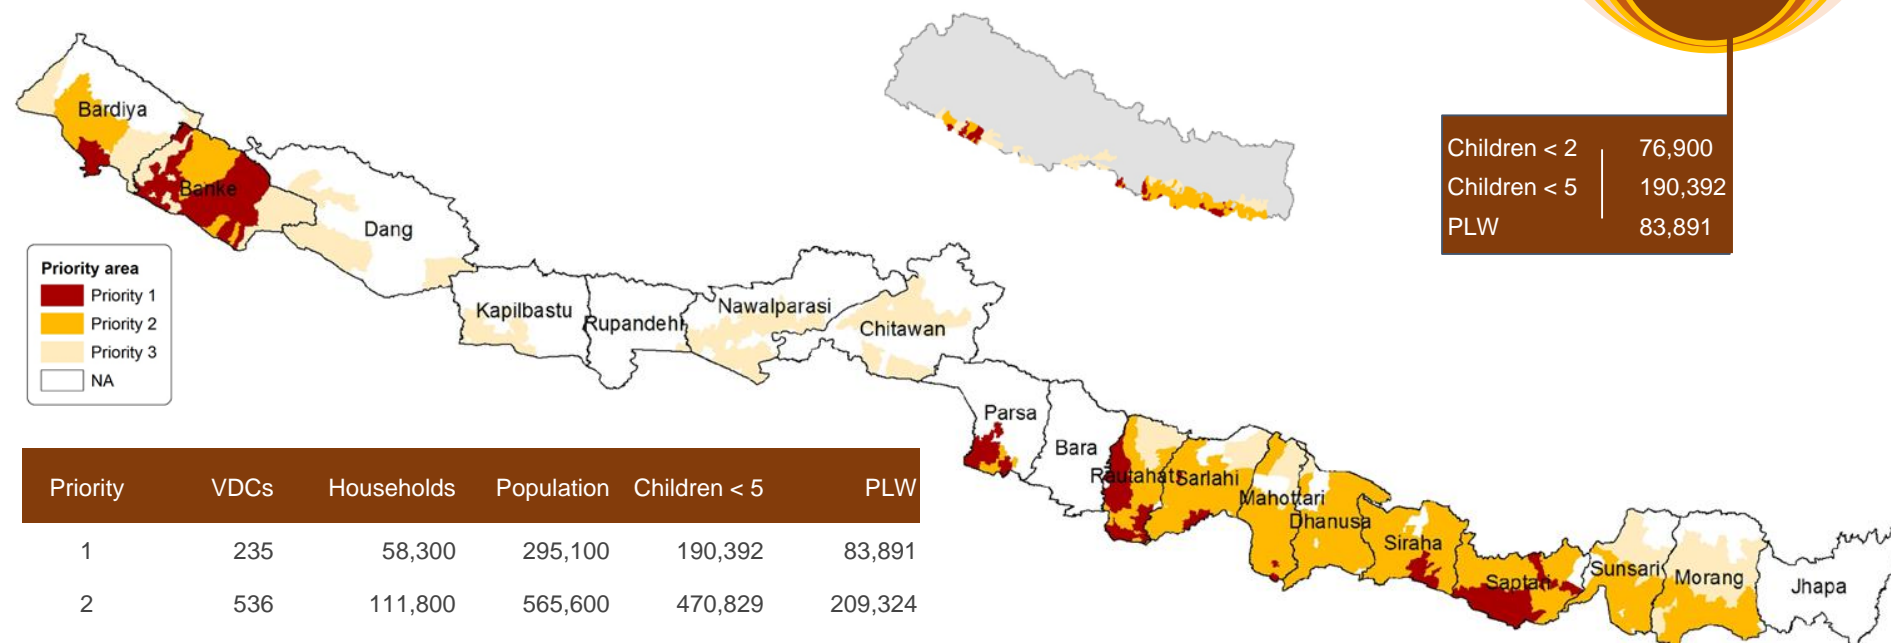 Bardiya
Banke
Dang
Kapilbastu
Rupandehi
Nawalparasi
Chitawan
Parsa
Bara
Rautahat
Sarlahi
Mahottari
Dhanusa
Siraha
Saptari
Sunsari
Morang
Jhapa
Children < 2 76,900
Children < 5 190,392
PLW 83,891
Priority area
Priority 1
Priority 2
Priority 3
NA
Priority VDCs Households Population Children < 5 PLW
1 235 58,300 295,100 190,392 83,891
2 536 111,800 565,600 470,829 209,324